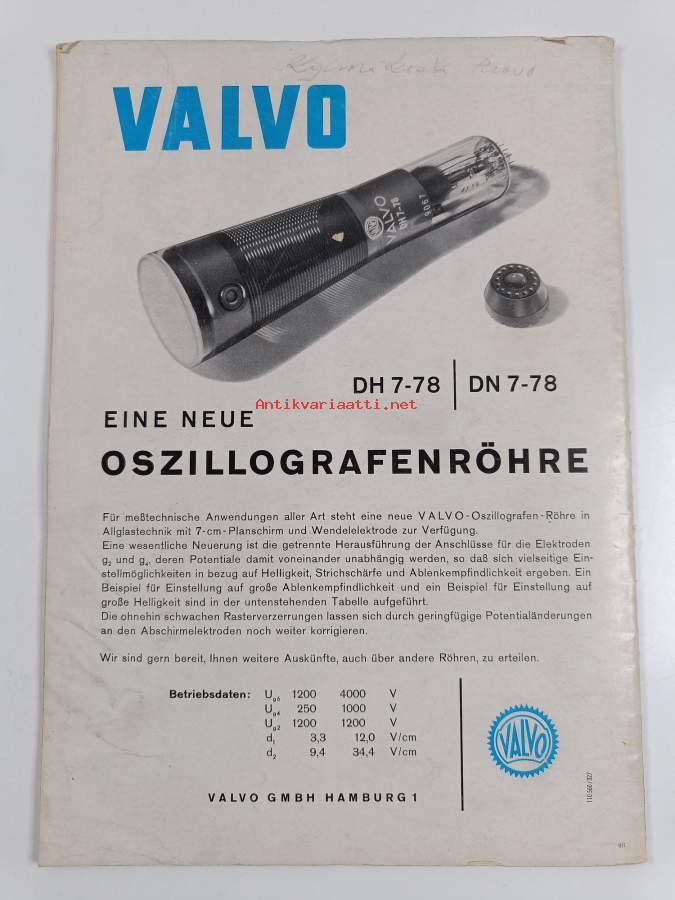 VALVO
VALVO
DH 7-78
9067
DH 7-78 | DN 7-78
Antikvariaatti.net
EINE NEUE
OSZILLOGRAFENRÖHRE
Für meßtechnische Anwendungen aller Art steht eine neue VALVO-Oszillografen-Röhre in
Allglastechnik mit 7-cm-Planschirm und Wendelelektrode zur Verfügung.
Eine wesentliche Neuerung ist die getrennte Herausführung der Anschlüsse für die Elektroden
g₂ und g₄, deren Potentiale damit voneinander unabhängig werden, so daß sich vielseitige Ein-
stellmöglichkeiten in bezug auf Helligkeit, Strichschärfe und Ablenkempfindlichkeit ergeben. Ein
Beispiel für Einstellung auf große Ablenkempfindlichkeit und ein Beispiel für Einstellung auf
große Helligkeit sind in der untenstehenden Tabelle aufgeführt.
Die ohnehin schwachen Rasterverzerrungen lassen sich durch geringfügige Potentialänderungen
an den Abschirmelektroden noch weiter korrigieren.
Wir sind gern bereit, Ihnen weitere Auskünfte, auch über andere Röhren, zu erteilen.
Betriebsdaten: Ug6 1200 4000 V
Ug4 250 1000 V
Ug2 1200 1200 V
d₁ 3,3 12,0 V/cm
d₂ 9,4 34,4 V/cm
VALVO
VALVO GMBH HAMBURG 1